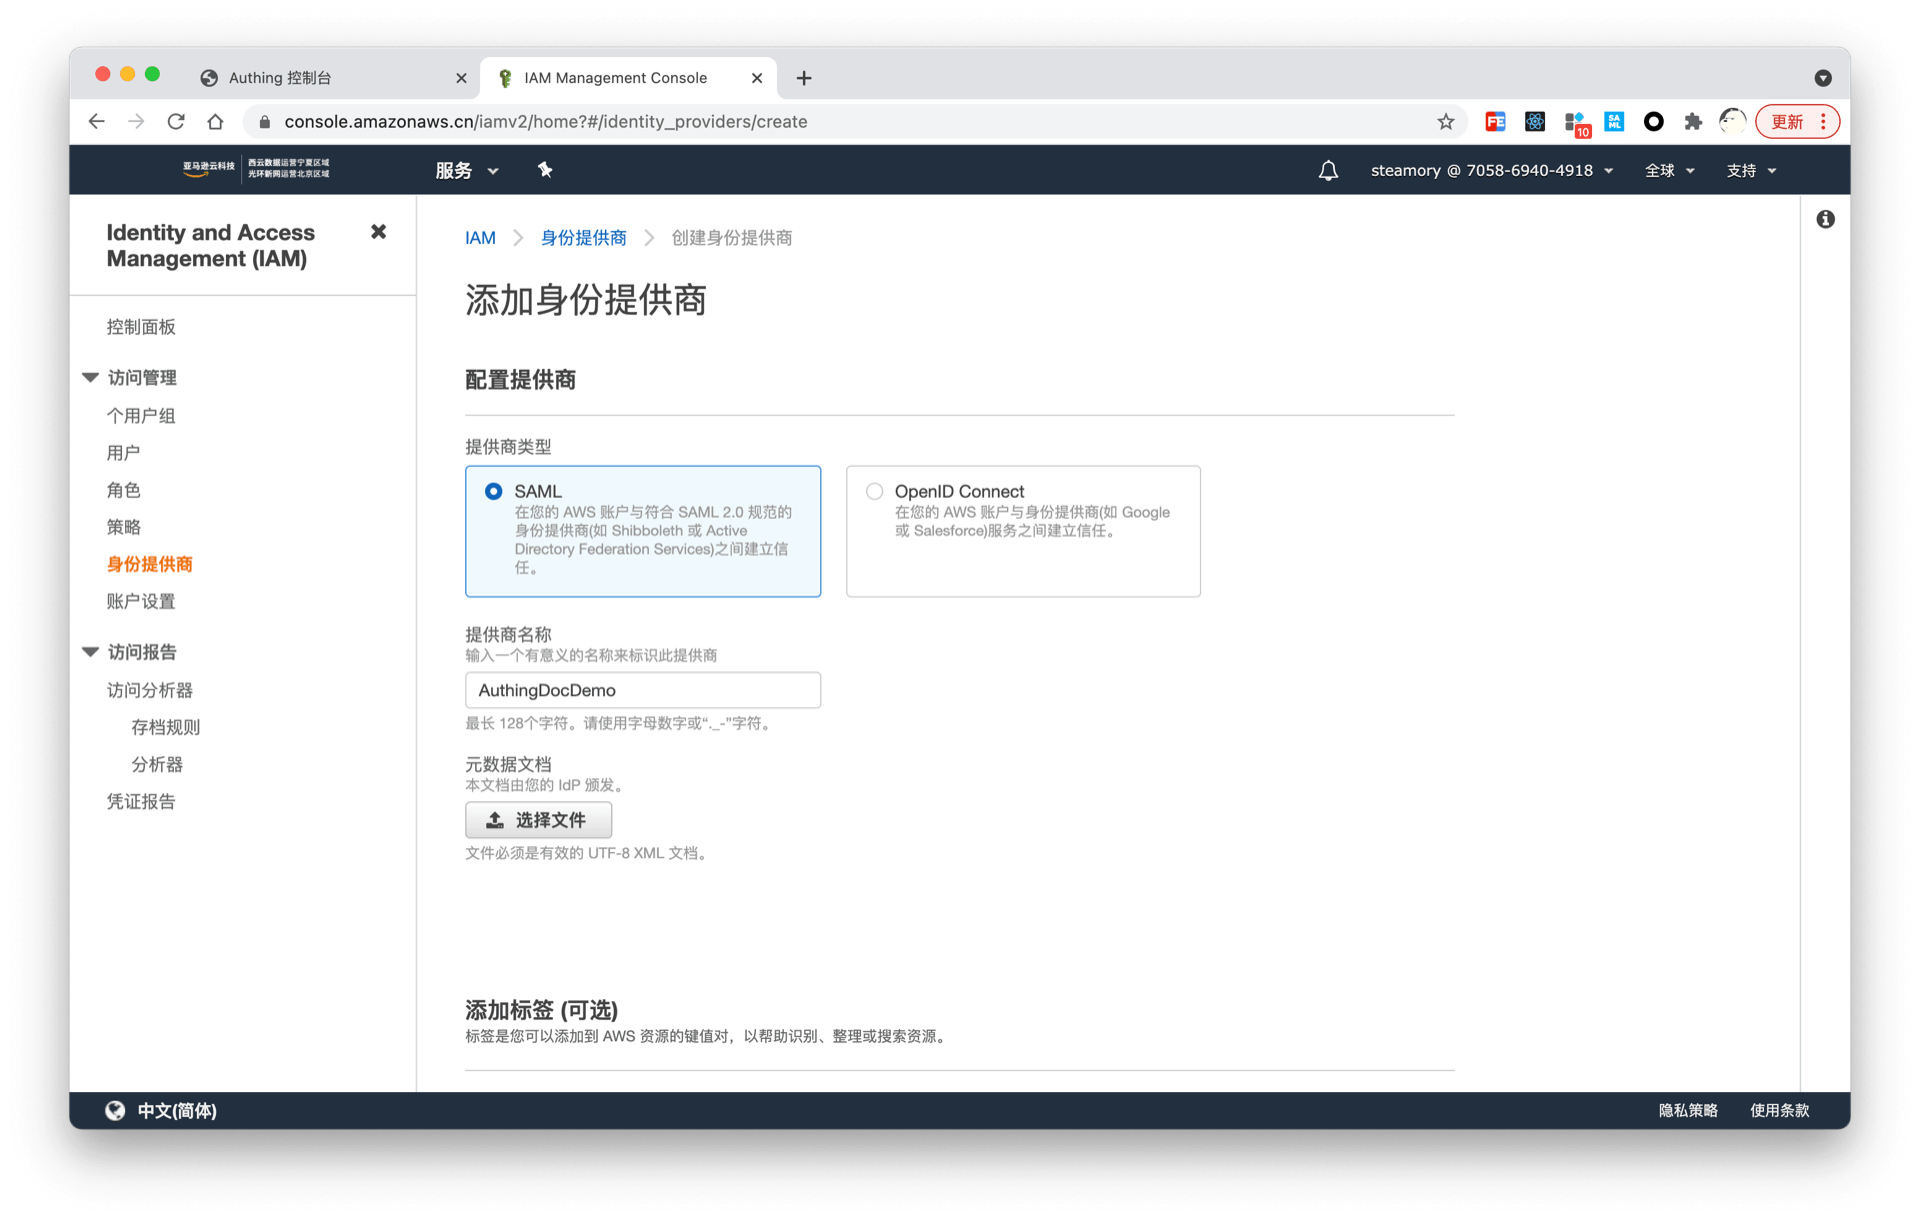 Authing 控制台
IAM Management Console
console.amazonaws.cn/iamv2/home?#/identity_providers/create
FE
10
SA
ML
更新
亚马逊云科技
西云数据运营宁夏区域
光环新网运营北京区域
服务
steamory @ 7058-6940-4918
全球
支持
Identity and Access
Management (IAM)
控制面板
访问管理
个用户组
用户
角色
策略
身份提供商
账户设置
访问报告
访问分析器
存档规则
分析器
凭证报告
IAM
身份提供商
创建身份提供商
添加身份提供商
配置提供商
提供商类型
SAML
在您的 AWS 账户与符合 SAML 2.0 规范的
身份提供商(如 Shibboleth 或 Active
Directory Federation Services)之间建立信
任。
OpenID Connect
在您的 AWS 账户与身份提供商(如 Google
或 Salesforce)服务之间建立信任。
提供商名称
输入一个有意义的名称来标识此提供商
AuthingDocDemo
最长 128个字符。请使用字母数字或“._-”字符。
元数据文档
本文档由您的 IdP 颁发。
选择文件
文件必须是有效的 UTF-8 XML 文档。
添加标签 (可选)
标签是您可以添加到 AWS 资源的键值对，以帮助识别、整理或搜索资源。
中文(简体)
隐私策略
使用条款